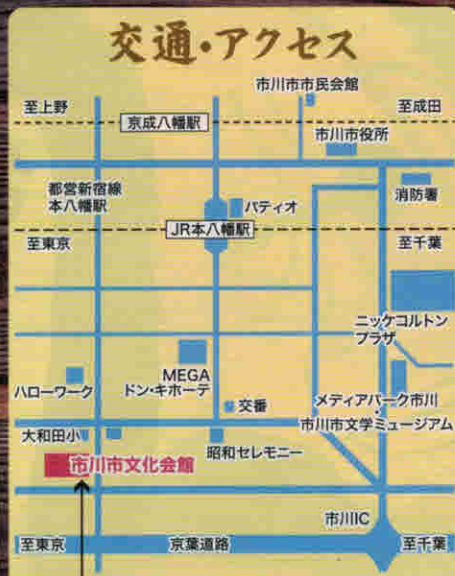 交通・アクセス
市川市市民会館
至上野
至成田
京成八幡駅
市川市役所
都営新宿線
本八幡駅
消防署
パティオ
JR本八幡駅
至東京
至千葉
ニッケコルトン
プラザ
MEGA
ドン・キホーテ
ハローワーク
メディアパーク市川
・
市川市文学ミュージアム
交番
大和田小
昭和セレモニー
市川市文化会館
市川IC
至東京
京葉道路
至千葉